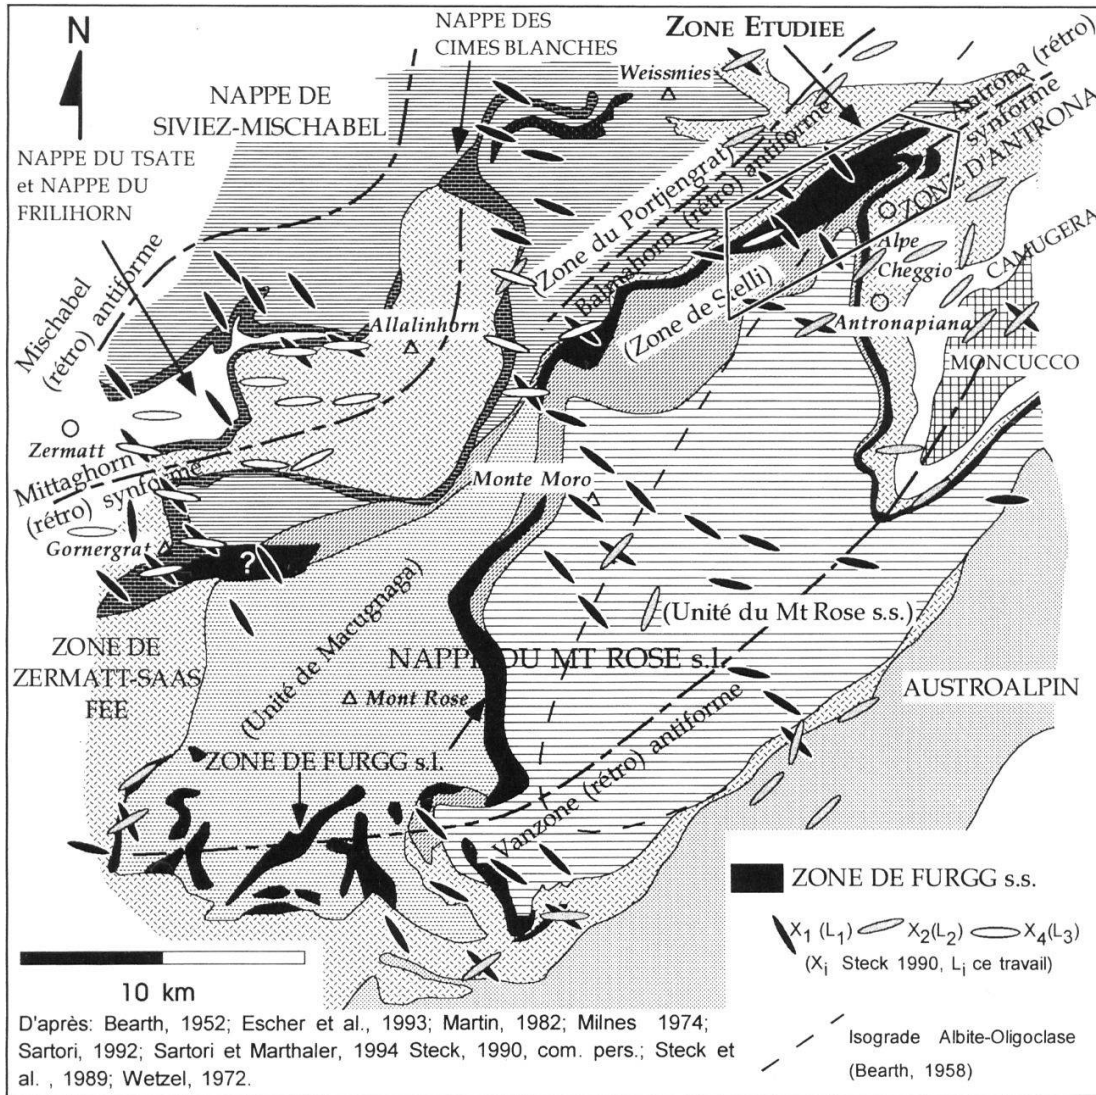 N
NAPPE DES
CIMES BLANCHES
ZONE ETUDIEE
Weissmies
Antrona (rétro)
synforme
NAPPE DE
SIVIEZ-MISCHABEL
ZONE D'ANTRONA
NAPPE DU TSATE
et NAPPE DU
FRILIHORN
(Zone du Portjengrat)
Balmahorn (rétro) antiforme
Alpe
Cheggio
CAMUGERA
Mischabel
(rétro) antiforme
(Zone de Stelli)
Allalinhorn
Antronapiana
MONCUCCO
Zermatt
Mittaghorn
(rétro) synforme
Monte Moro
Gornergrat
?
(Unité du Mt Rose s.s.)
(Unité de Macugnaga)
ZONE DE
ZERMATT-SAAS
FEE
NAPPE DU MT ROSE s.l.
AUSTROALPIN
Mont Rose
ZONE DE FURGG s.l.
Vanzone (rétro) antiforme
ZONE DE FURGG s.s.
X1 (L1) X2(L2) X4(L3)
(Xi Steck 1990, Li ce travail)
10 km
D'après: Bearth, 1952; Escher et al., 1993; Martin, 1982; Milnes 1974;
Sartori, 1992; Sartori et Marthaler, 1994 Steck, 1990, com. pers.; Steck et
al. , 1989; Wetzel, 1972.
Isograde Albite-Oligoclase
(Bearth, 1958)